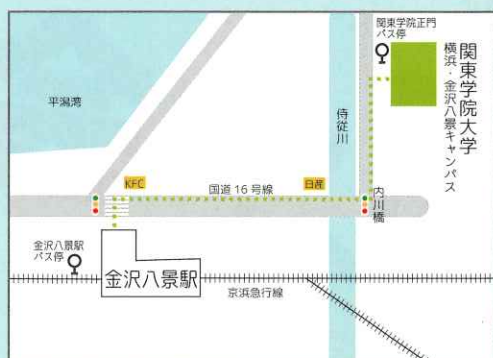 関東学院正門
バス停
関東学院大学
横浜・金沢八景キャンパス
平潟湾
侍従川
KFC
国道16号線
日産
内川橋
金沢八景駅
バス停
金沢八景駅
京浜急行線